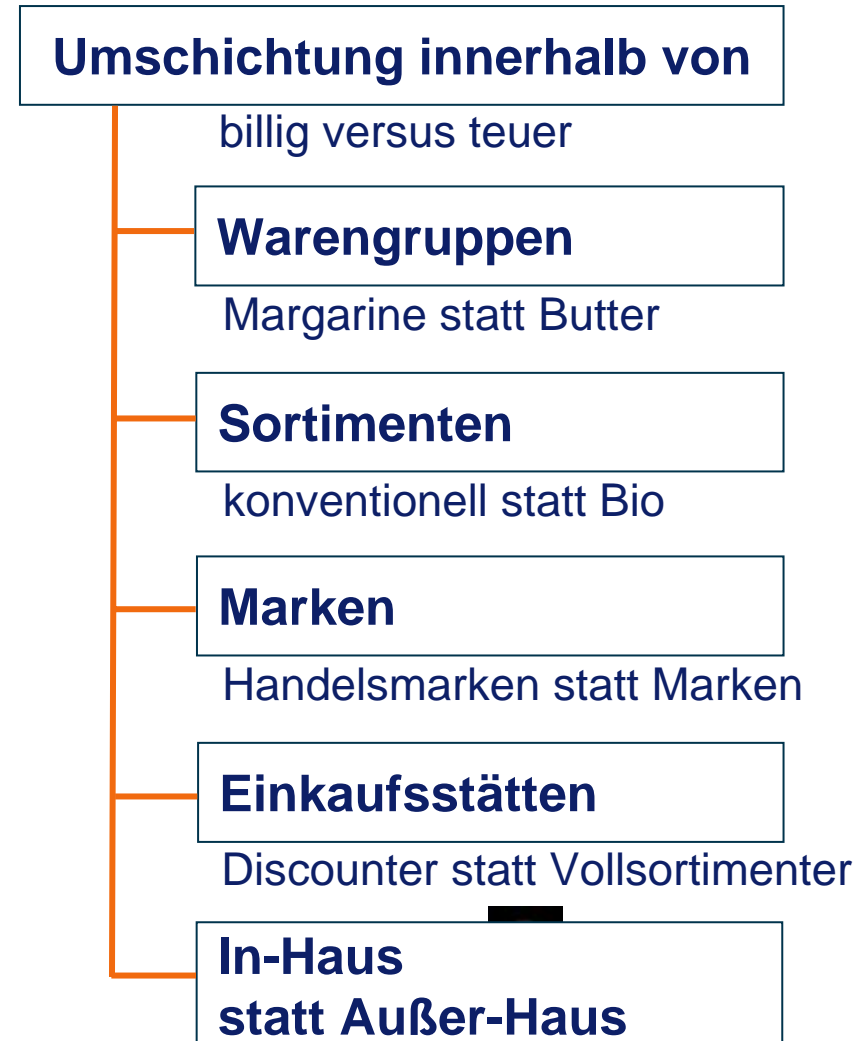 Umschichtung innerhalb von
billig versus teuer
Warengruppen
Margarine statt Butter
Sortimenten
konventionell statt Bio
Marken
Handelsmarken statt Marken
Einkaufsstätten
Discounter statt Vollsortimenter
In-Haus
statt Außer-Haus